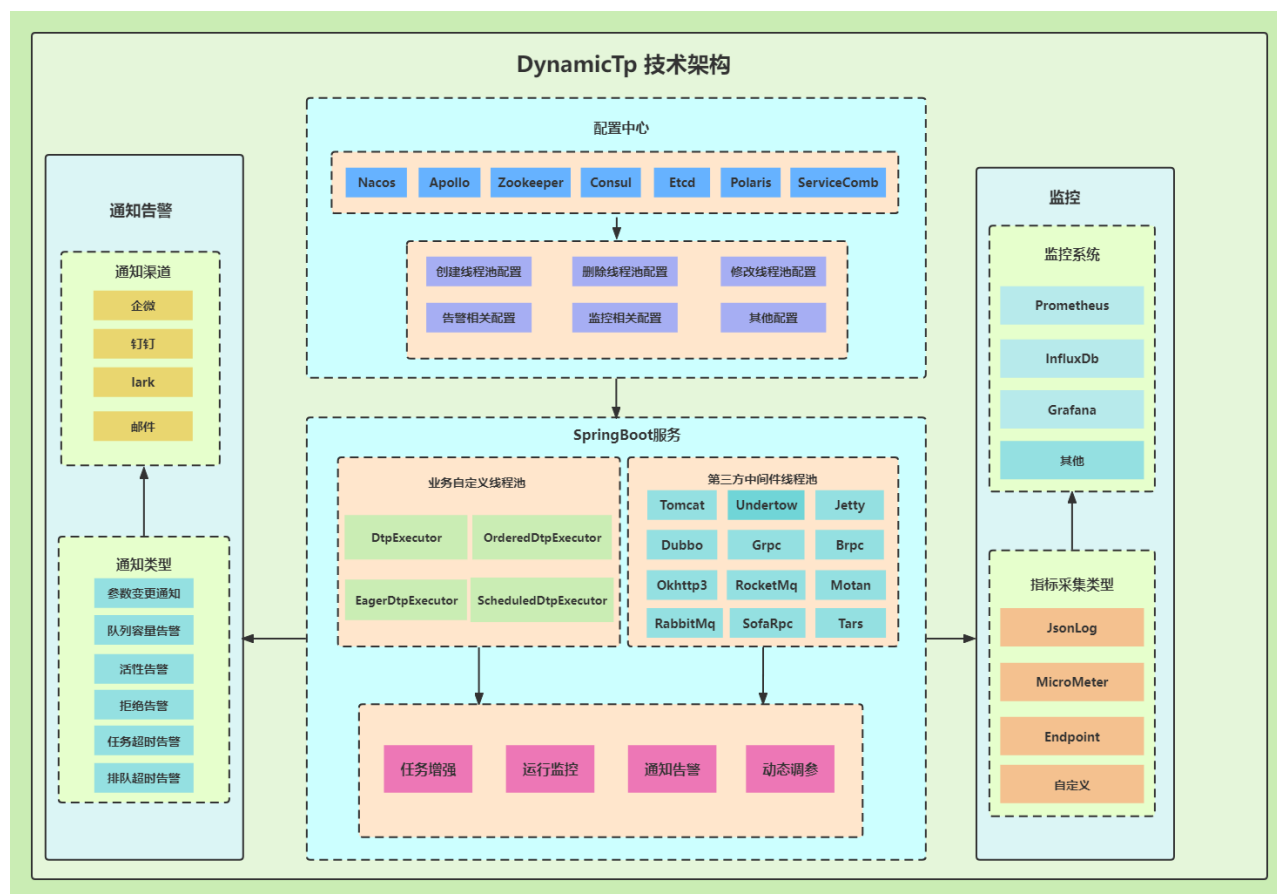 DynamicTp 技术架构
配置中心
Nacos
Apollo
Zookeeper
Consul
Etcd
Polaris
ServiceComb
创建线程池配置
删除线程池配置
修改线程池配置
告警相关配置
监控相关配置
其他配置
通知告警
通知渠道
企微
钉钉
lark
邮件
通知类型
参数变更通知
队列容量告警
活性告警
拒绝告警
任务超时告警
排队超时告警
SpringBoot服务
业务自定义线程池
DtpExecutor
OrderedDtpExecutor
EagerDtpExecutor
ScheduledDtpExecutor
第三方中间件线程池
Tomcat
Undertow
Jetty
Dubbo
Grpc
Brpc
Okhttp3
RocketMq
Motan
RabbitMq
SofaRpc
Tars
任务增强
运行监控
通知告警
动态调参
监控
监控系统
Prometheus
InfluxDb
Grafana
其他
指标采集类型
JsonLog
MicroMeter
Endpoint
自定义